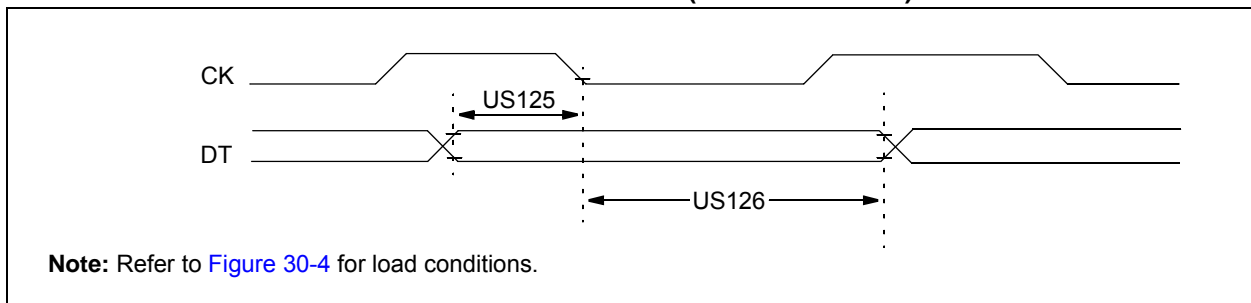 CK
US125
DT
US126
Note: Refer to Figure 30-4 for load conditions.